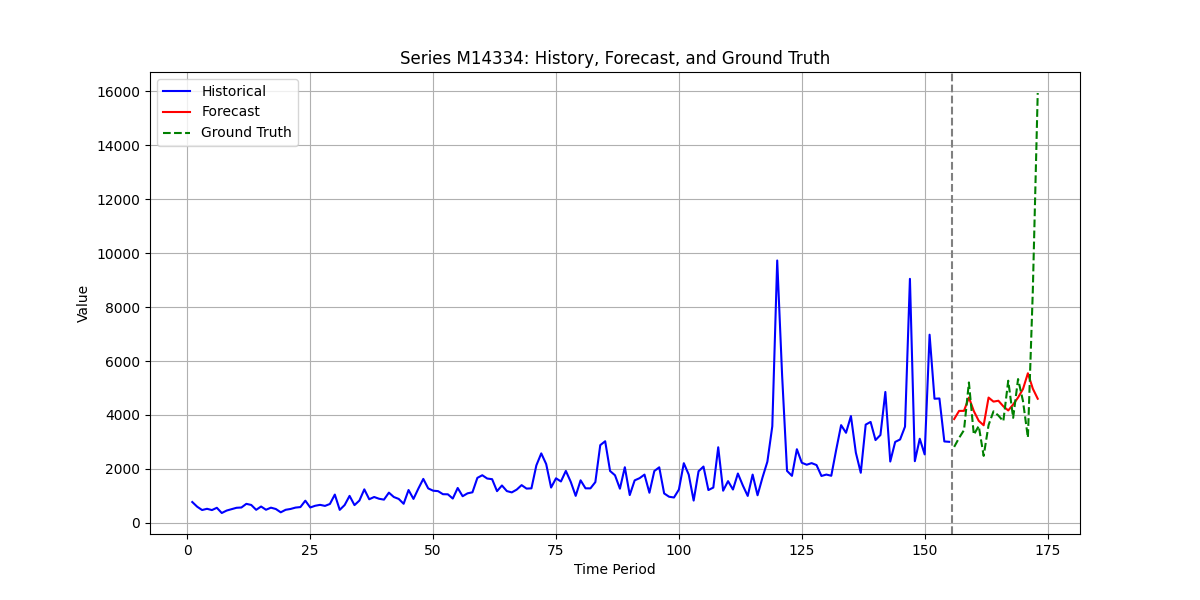 Series M14334: History, Forecast, and Ground Truth
Historical
Forecast
Ground Truth
16000
14000
12000
10000
8000
6000
4000
2000
0
Value
0 25 50 75 100 125 150 175
Time Period